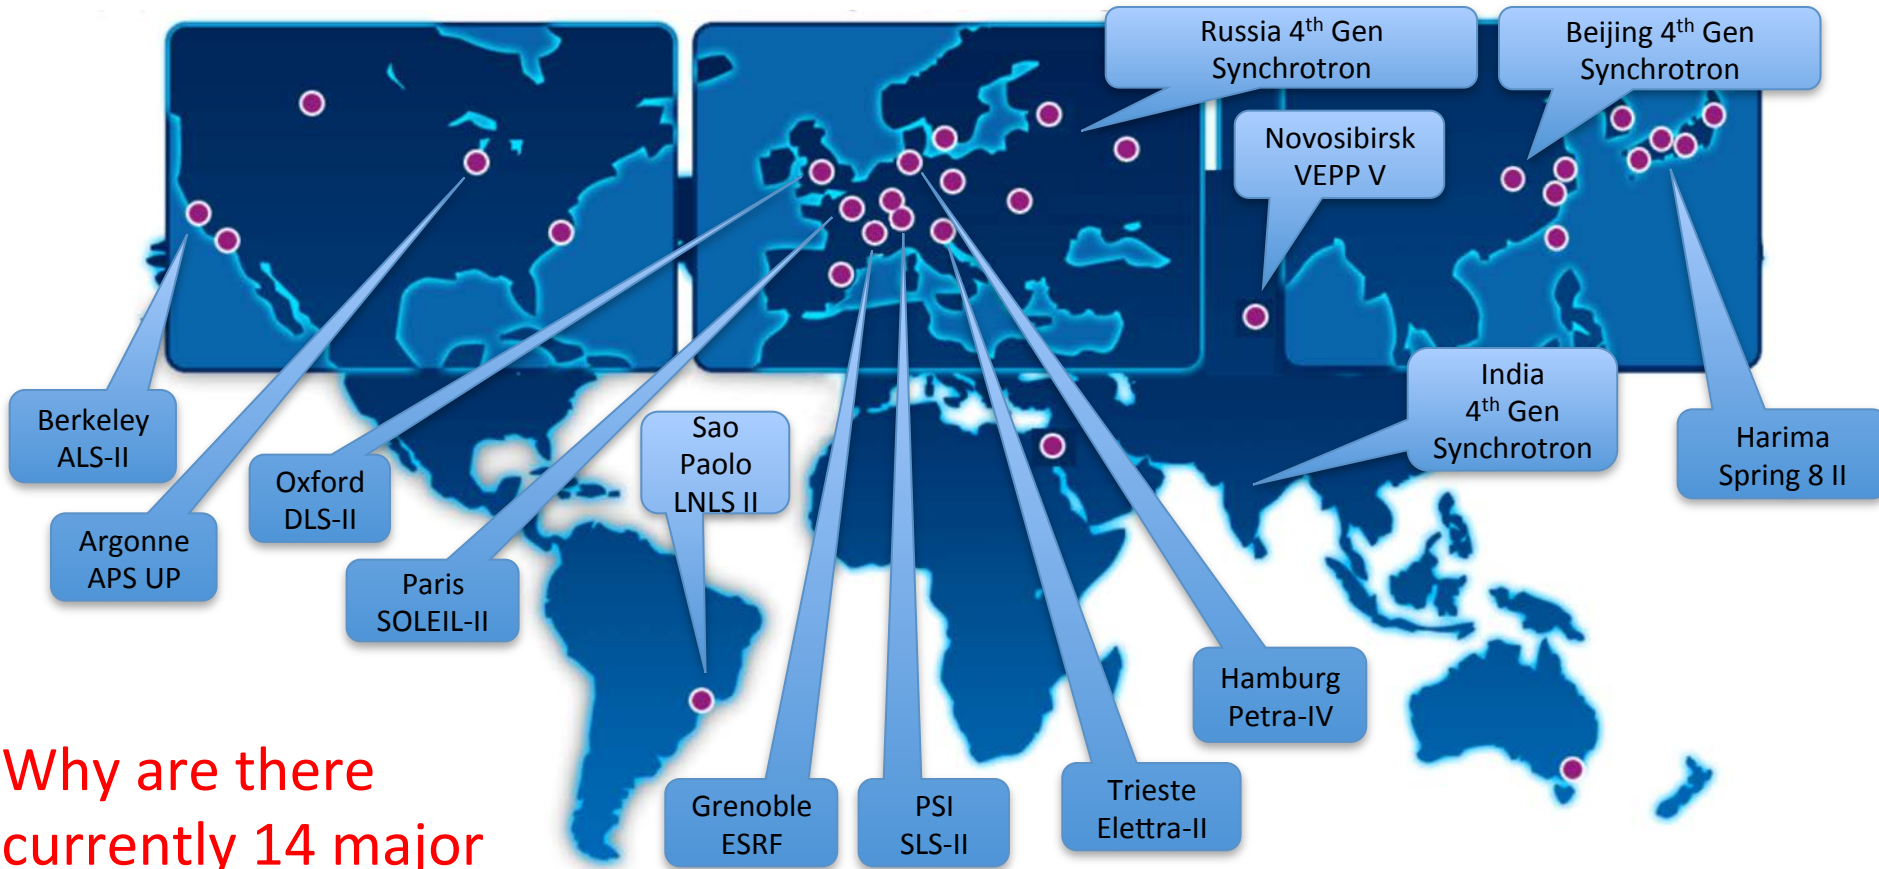 Russia 4th Gen
Synchrotron
Beijing 4th Gen
Synchrotron
Novosibirsk
VEPP V
India
4th Gen
Synchrotron
Harima
Spring 8 II
Berkeley
ALS-II
Argonne
APS UP
Oxford
DLS-II
Paris
SOLEIL-II
Sao
Paolo
LNLS II
Grenoble
ESRF
PSI
SLS-II
Trieste
Elettra-II
Hamburg
Petra-IV
Why are there
currently 14 major